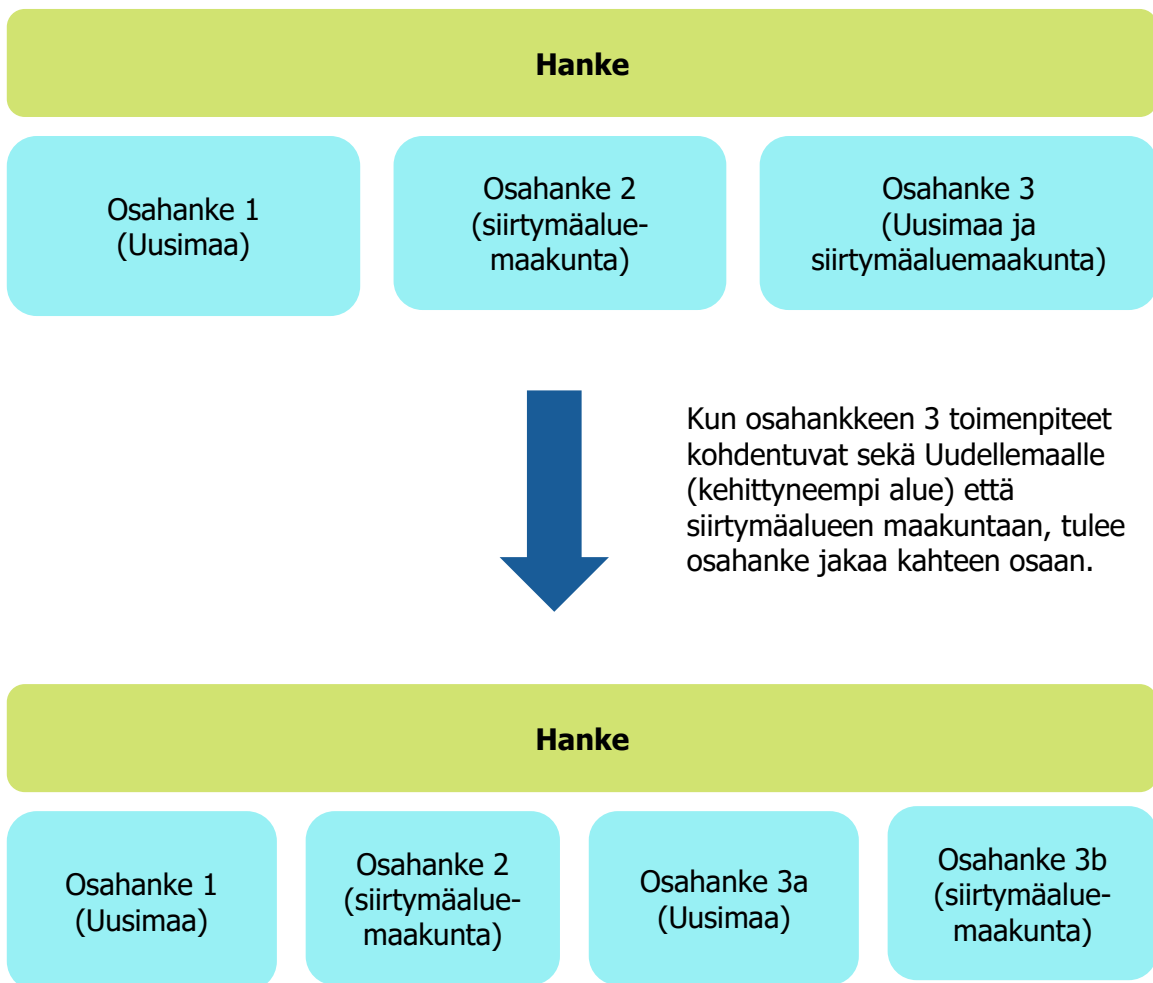 Hanke
Osahanke 1
(Uusimaa)
Osahanke 2
(siirtymäalue-
maakunta)
Osahanke 3
(Uusimaa ja
siirtymäaluemaakunta)
Kun osahankkeen 3 toimenpiteet
kohdentuvat sekä Uudellemaalle
(kehittyneempi alue) että
siirtymäalueen maakuntaan, tulee
osahanke jakaa kahteen osaan.
Hanke
Osahanke 1
(Uusimaa)
Osahanke 2
(siirtymäalue-
maakunta)
Osahanke 3a
(Uusimaa)
Osahanke 3b
(siirtymäalue-
maakunta)